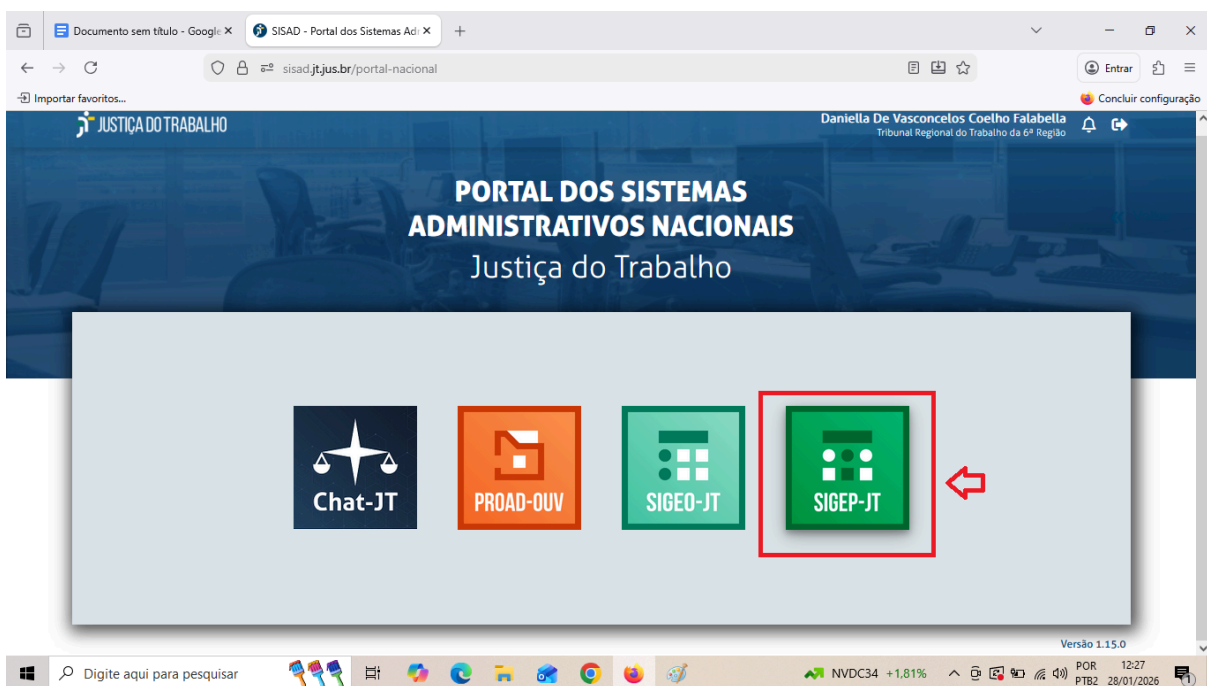 Documento sem título - Google
SISAD - Portal dos Sistemas Adi
sisad.jt.jus.br/portal-nacional
Entrar
Importar favoritos...
Concluir configuração
JUSTIÇA DO TRABALHO
Daniella De Vasconcelos Coelho Falabella
Tribunal Regional do Trabalho da 6ª Região
PORTAL DOS SISTEMAS
ADMINISTRATIVOS NACIONAIS
Justiça do Trabalho
Chat-JT
PROAD-OUV
SIGEO-JT
SIGEP-JT
Versão 1.15.0
Digite aqui para pesquisar
NVDC34 +1,81%
POR
PTB2
12:27
28/01/2026
1